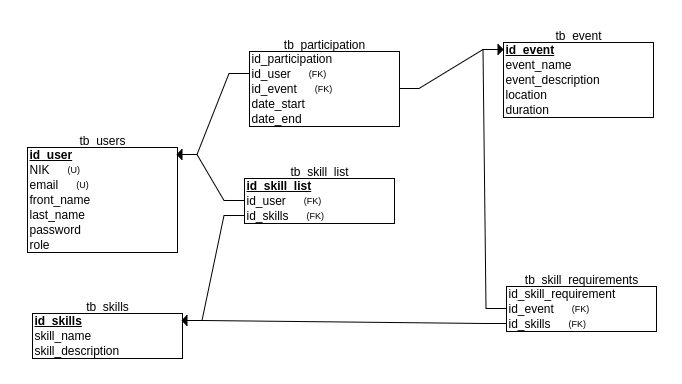 tb_participation
id_participation
id_user (FK)
id_event (FK)
date_start
date_end
tb_event
id_event
event_name
event_description
location
duration
tb_users
id_user
NIK (U)
email (U)
front_name
last_name
password
role
tb_skill_list
id_skill_list
id_user (FK)
id_skills (FK)
tb_skills
id_skills
skill_name
skill_description
tb_skill_requirements
id_skill_requirement
id_event (FK)
id_skills (FK)